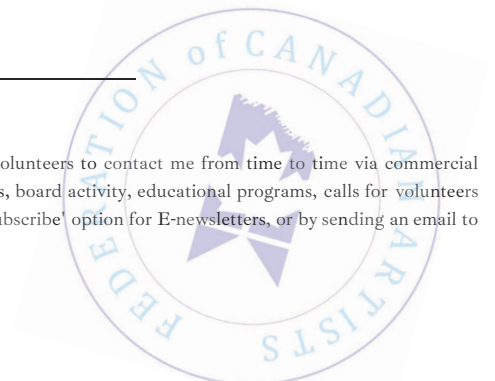 FEDERATION of CANADIAN ARTISTS
olunteers to contact me from time to time via commercial
s, board activity, educational programs, calls for volunteers
ubscribe' option for E-newsletters, or by sending an email to